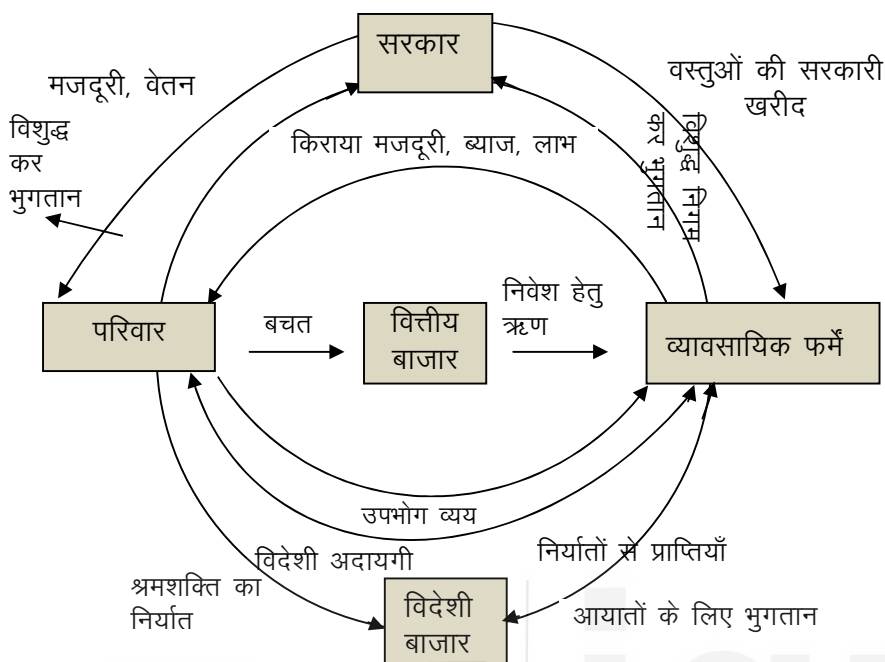 सरकार
मजदूरी, वेतन
वस्तुओं की सरकारी
खरीद
विशुद्ध
कर
भुगतान
किराया मजदूरी, ब्याज, लाभ
विशुद्ध निगम
कर भुगतान
परिवार
बचत
वित्तीय
बाजार
निवेश हेतु
ऋण
व्यावसायिक फर्में
उपभोग व्यय
विदेशी अदायगी
निर्यातों से प्राप्तियाँ
श्रमशक्ति का
निर्यात
विदेशी
बाजार
आयातों के लिए भुगतान